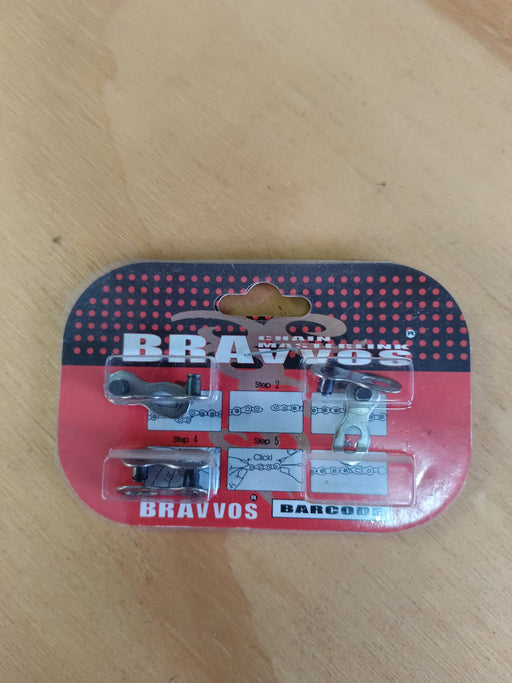 CHAIN
MASTERLINK
BRAVVOS®
Step 2
Step 4
Step 5
Click!
BRAVVOS®
BARCODE